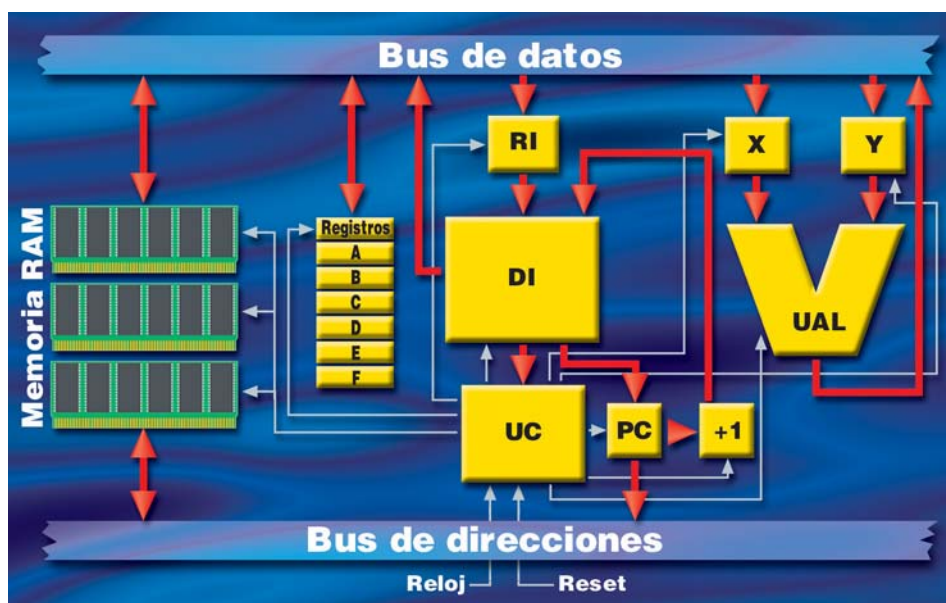 Bus de datos
RI
X
Y
Memoria RAM
Registros
A
B
C
D
E
F
DI
UAL
UC
PC
+1
Bus de direcciones
Reloj
Reset